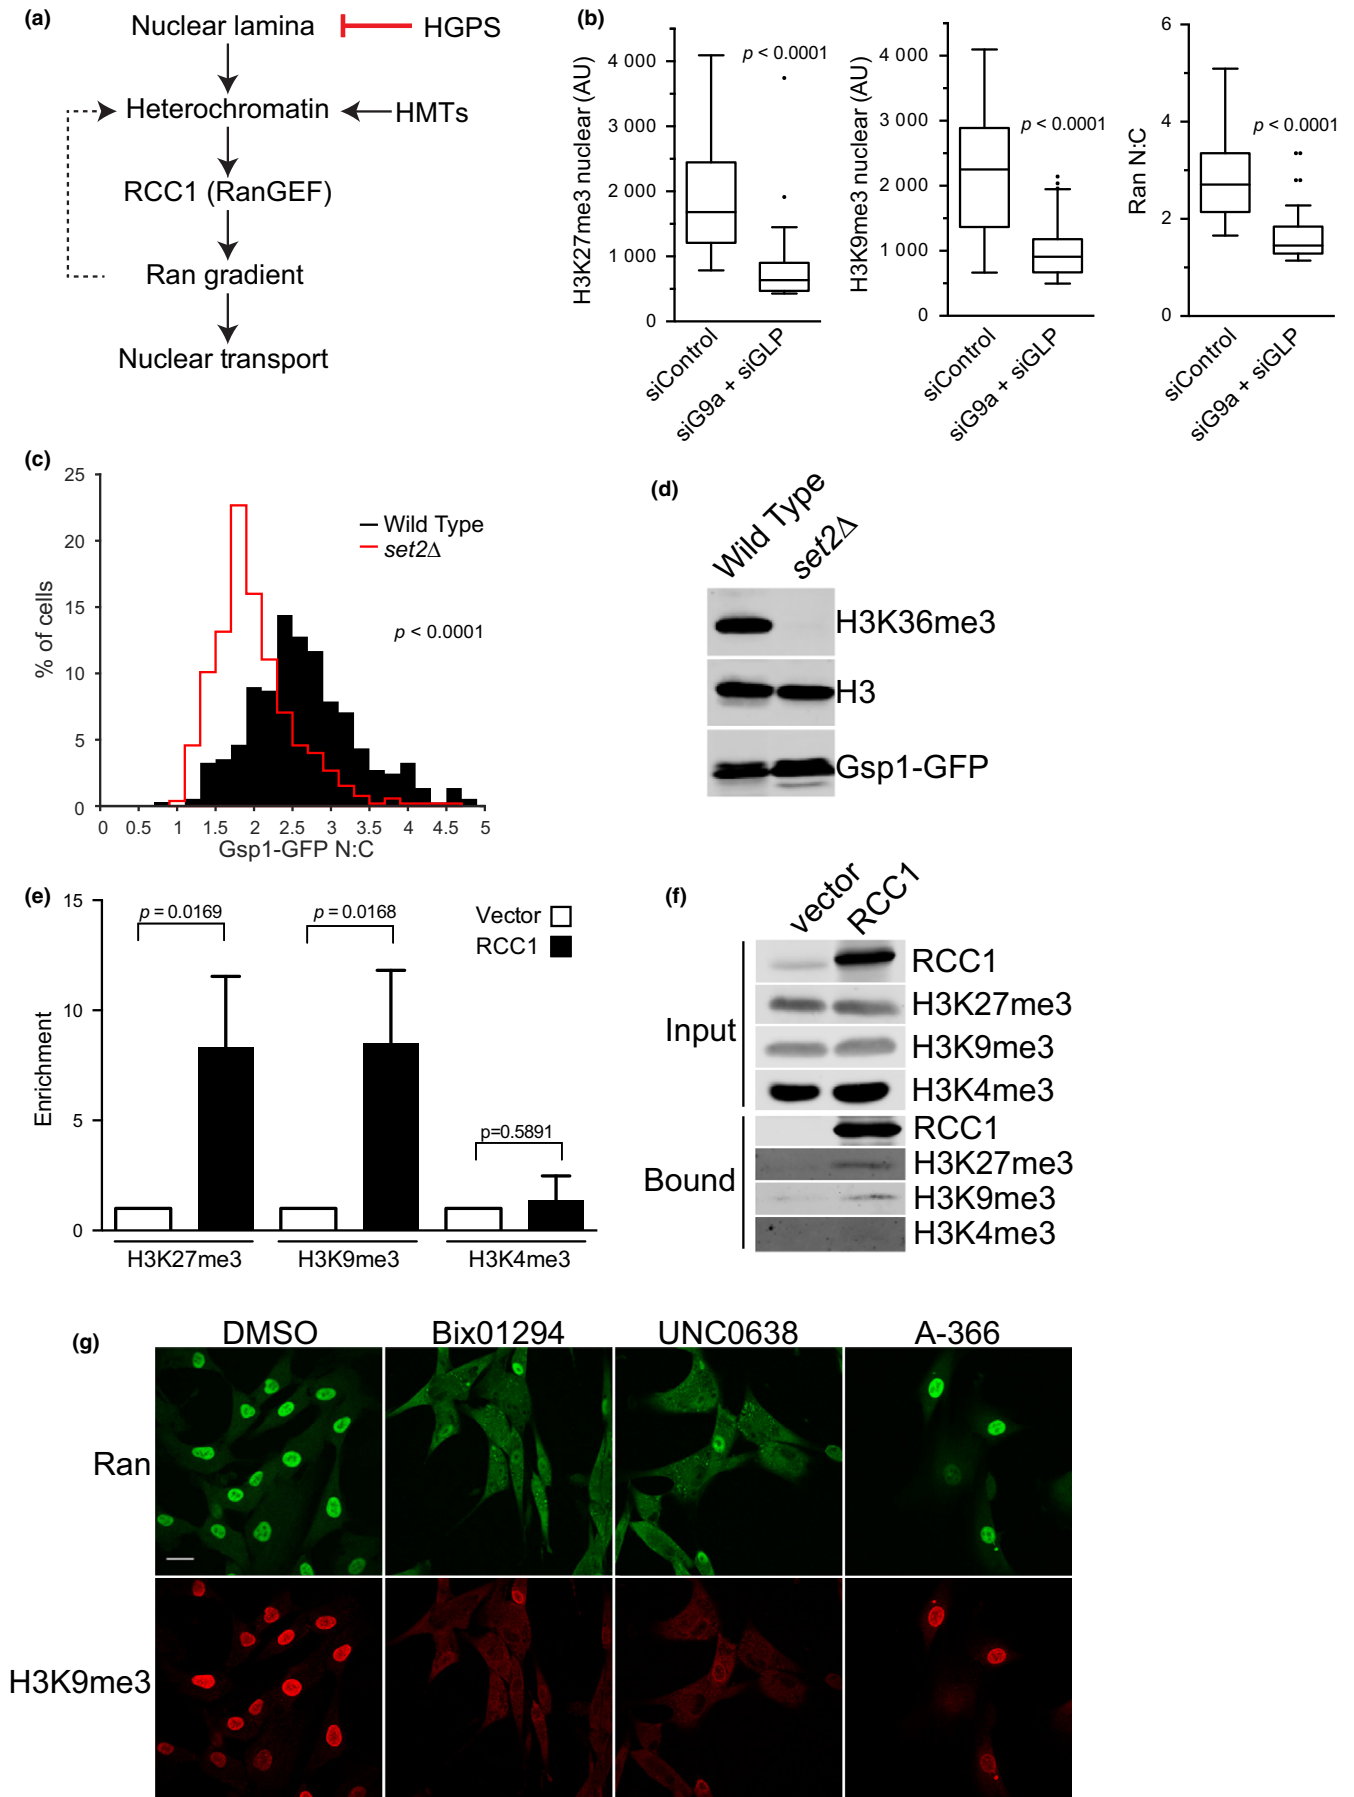 (a)
Nuclear lamina
HGPS
Heterochromatin
HMTs
RCC1 (RanGEF)
Ran gradient
Nuclear transport
(b)
H3K27me3 nuclear (AU)
4 000
3 000
2 000
1 000
0
p < 0.0001
siControl
siG9a + siGLP
H3K9me3 nuclear (AU)
4 000
3 000
2 000
1 000
0
p < 0.0001
siControl
siG9a + siGLP
Ran N:C
6
4
2
0
p < 0.0001
siControl
siG9a + siGLP
(c)
% of cells
25
20
15
10
5
0
Wild Type
set2Δ
p < 0.0001
0 0.5 1 1.5 2 2.5 3 3.5 4 4.5 5
Gsp1-GFP N:C
(d)
Wild Type
set2Δ
H3K36me3
H3
Gsp1-GFP
(e)
Enrichment
15
10
5
0
p = 0.0169
p = 0.0168
p=0.5891
Vector
RCC1
H3K27me3
H3K9me3
H3K4me3
(f)
vector
RCC1
Input
RCC1
H3K27me3
H3K9me3
H3K4me3
Bound
RCC1
H3K27me3
H3K9me3
H3K4me3
(g)
DMSO
Bix01294
UNC0638
A-366
Ran
H3K9me3